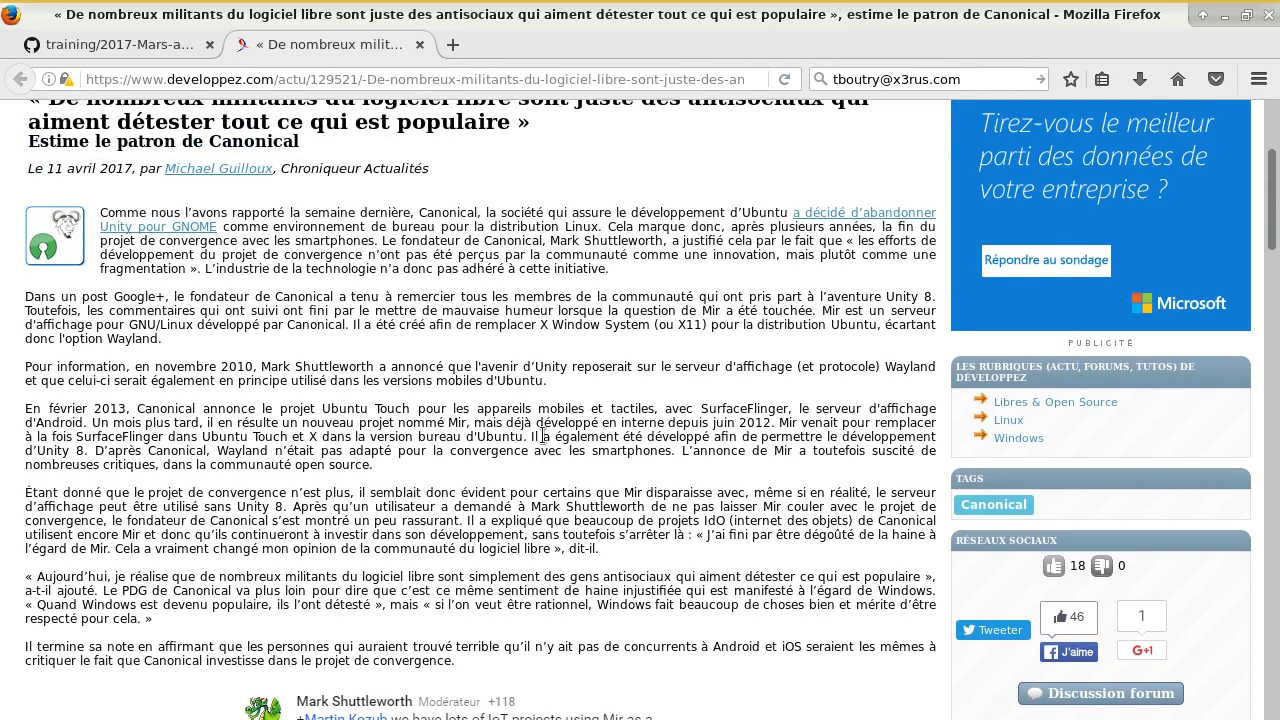 « De nombreux militants du logiciel libre sont juste des antisociaux qui aiment détester tout ce qui est populaire », estime le patron de Canonical - Mozilla Firefox
training/2017-Mars-a...
« De nombreux milit...
https://www.developpez.com/actu/129521/-De-nombreux-militants-du-logiciel-libre-sont-juste-des-an
tboutry@x3rus.com
« De nombreux militants du logiciel libre sont juste des antisociaux qui
aiment détester tout ce qui est populaire »
Estime le patron de Canonical
Le 11 avril 2017, par Michael Guilloux, Chroniqueur Actualités
Comme nous l’avons rapporté la semaine dernière, Canonical, la société qui assure le développement d’Ubuntu a décidé d’abandonner
Unity pour GNOME comme environnement de bureau pour la distribution Linux. Cela marque donc, après plusieurs années, la fin du
projet de convergence avec les smartphones. Le fondateur de Canonical, Mark Shuttleworth, a justifié cela par le fait que « les efforts de
développement du projet de convergence n’ont pas été perçus par la communauté comme une innovation, mais plutôt comme une
fragmentation ». L’industrie de la technologie n’a donc pas adhéré à cette initiative.
Dans un post Google+, le fondateur de Canonical a tenu à remercier tous les membres de la communauté qui ont pris part à l’aventure Unity 8.
Toutefois, les commentaires qui ont suivi ont fini par le mettre de mauvaise humeur lorsque la question de Mir a été touchée. Mir est un serveur
d'affichage pour GNU/Linux développé par Canonical. Il a été créé afin de remplacer X Window System (ou X11) pour la distribution Ubuntu, écartant
donc l'option Wayland.
Pour information, en novembre 2010, Mark Shuttleworth a annoncé que l'avenir d’Unity reposerait sur le serveur d'affichage (et protocole) Wayland
et que celui-ci serait également en principe utilisé dans les versions mobiles d'Ubuntu.
En février 2013, Canonical annonce le projet Ubuntu Touch pour les appareils mobiles et tactiles, avec SurfaceFlinger, le serveur d'affichage
d'Android. Un mois plus tard, il en résulte un nouveau projet nommé Mir, mais déjà développé en interne depuis juin 2012. Mir venait pour remplacer
à la fois SurfaceFlinger dans Ubuntu Touch et X dans la version bureau d'Ubuntu. Il a également été développé afin de permettre le développement
d’Unity 8. D’après Canonical, Wayland n’était pas adapté pour la convergence avec les smartphones. L’annonce de Mir a toutefois suscité de
nombreuses critiques, dans la communauté open source.
Étant donné que le projet de convergence n’est plus, il semblait donc évident pour certains que Mir disparaisse avec, même si en réalité, le serveur
d’affichage peut être utilisé sans Unity 8. Après qu’un utilisateur a demandé à Mark Shuttleworth de ne pas laisser Mir couler avec le projet de
convergence, le fondateur de Canonical s’est montré un peu rassurant. Il a expliqué que beaucoup de projets IdO (internet des objets) de Canonical
utilisent encore Mir et donc qu’ils continueront à investir dans son développement, sans toutefois s’arrêter là : « J’ai fini par être dégoûté de la haine à
l’égard de Mir. Cela a vraiment changé mon opinion de la communauté du logiciel libre », dit-il.
« Aujourd’hui, je réalise que de nombreux militants du logiciel libre sont simplement des gens antisociaux qui aiment détester ce qui est populaire »,
a-t-il ajouté. Le PDG de Canonical va plus loin pour dire que c’est ce même sentiment de haine injustifiée qui est manifesté à l’égard de Windows.
« Quand Windows est devenu populaire, ils l’ont détesté », mais « si l’on veut être rationnel, Windows fait beaucoup de choses bien et mérite d’être
respecté pour cela. »
Il termine sa note en affirmant que les personnes qui auraient trouvé terrible qu’il n’y ait pas de concurrents à Android et iOS seraient les mêmes à
critiquer le fait que Canonical investisse dans le projet de convergence.
Mark Shuttleworth Modérateur +118
+Martin Kozub we have lots of IoT projects using Mir as a
Tirez-vous le meilleur
parti des données de
votre entreprise ?
Répondre au sondage
Microsoft
PUBLICITÉ
LES RUBRIQUES (ACTU, FORUMS, TUTOS) DE
DÉVELOPPEZ
Libres & Open Source
Linux
Windows
TAGS
Canonical
RÉSEAUX SOCIAUX
18 0
46 1
Tweeter
J'aime
G+1
Discussion forum